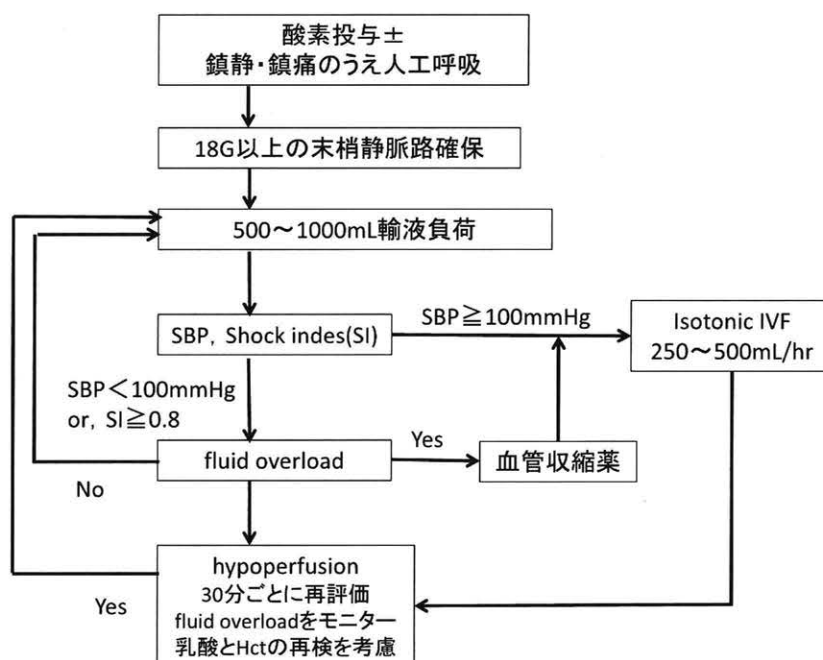 酸素投与±
鎮静・鎮痛のうえ人工呼吸
18G以上の末梢静脈路確保
500〜1000mL輸液負荷
SBP, Shock indes(SI)
SBP≧100mmHg
Isotonic IVF
250〜500mL/hr
SBP<100mmHg
or, SI≧0.8
fluid overload
Yes
血管収縮薬
No
hypoperfusion
30分ごとに再評価
fluid overloadをモニター
乳酸とHctの再検を考慮
Yes